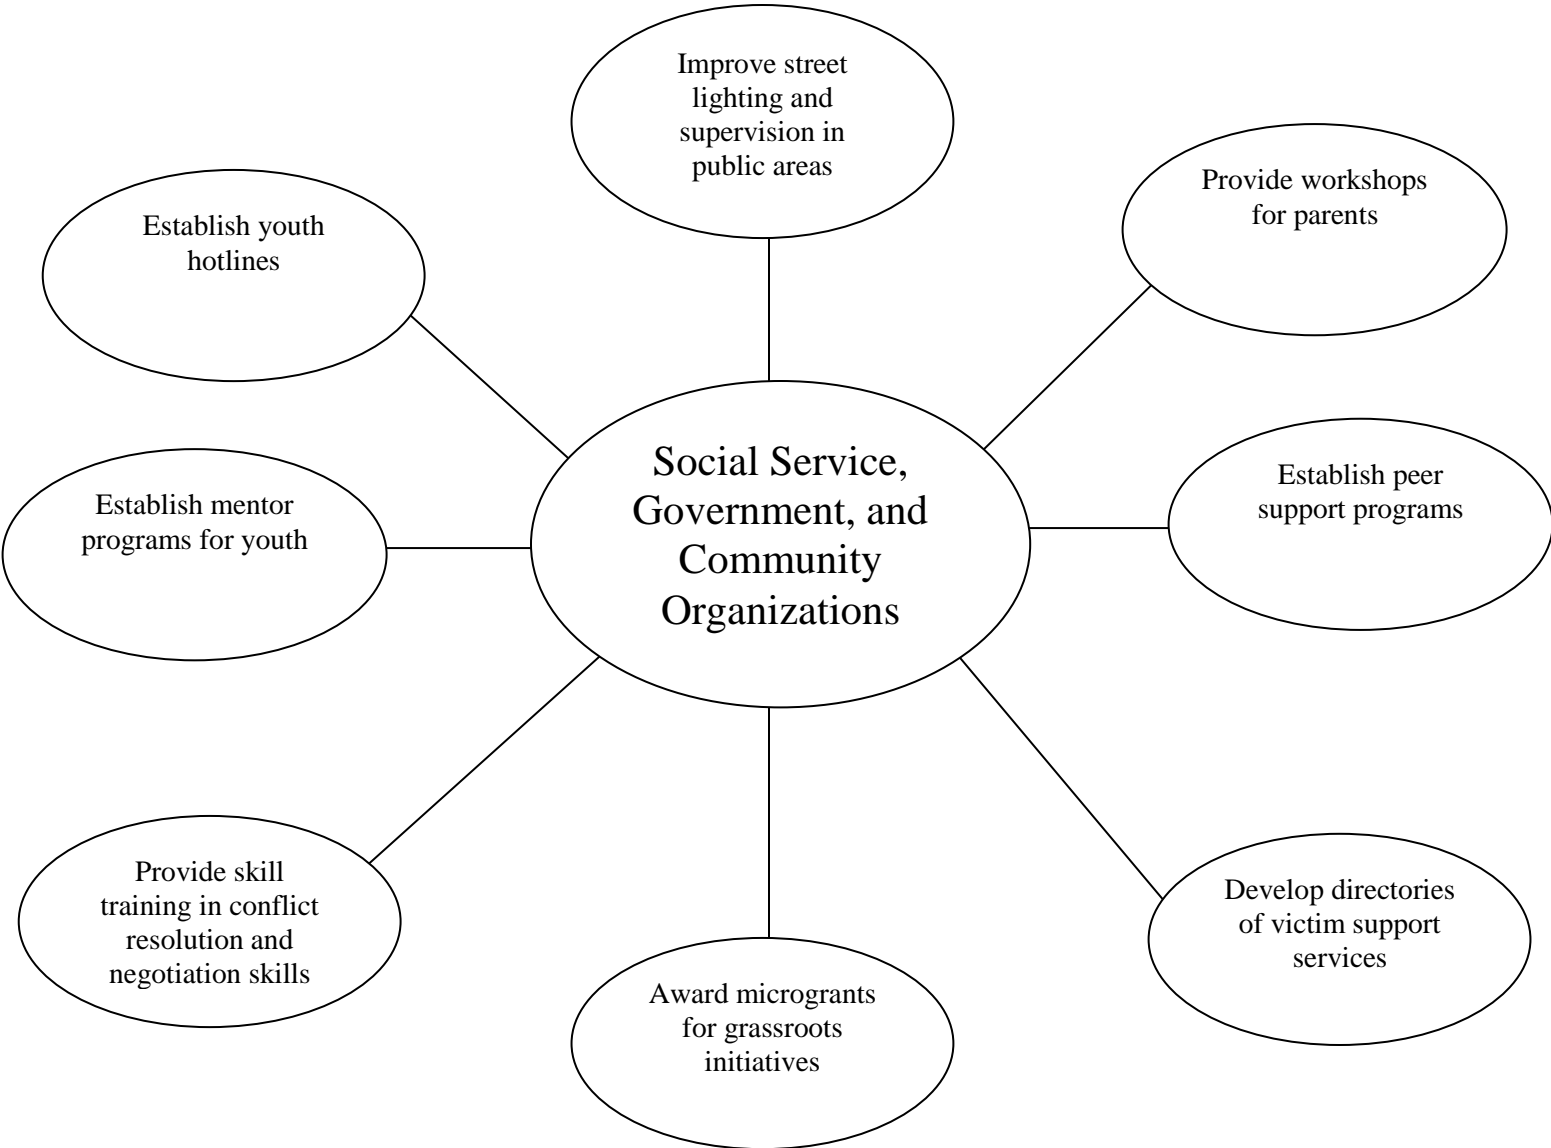 Improve street
lighting and
supervision in
public areas
Provide workshops
for parents
Establish youth
hotlines
Social Service,
Government, and
Community
Organizations
Establish peer
support programs
Establish mentor
programs for youth
Provide skill
training in conflict
resolution and
negotiation skills
Develop directories
of victim support
services
Award microgrants
for grassroots
initiatives